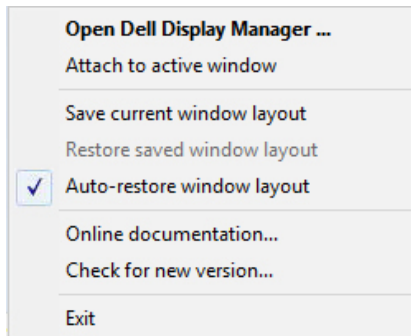 Open Dell Display Manager ...
Attach to active window
Save current window layout
Restore saved window layout
Auto-restore window layout
Online documentation...
Check for new version...
Exit